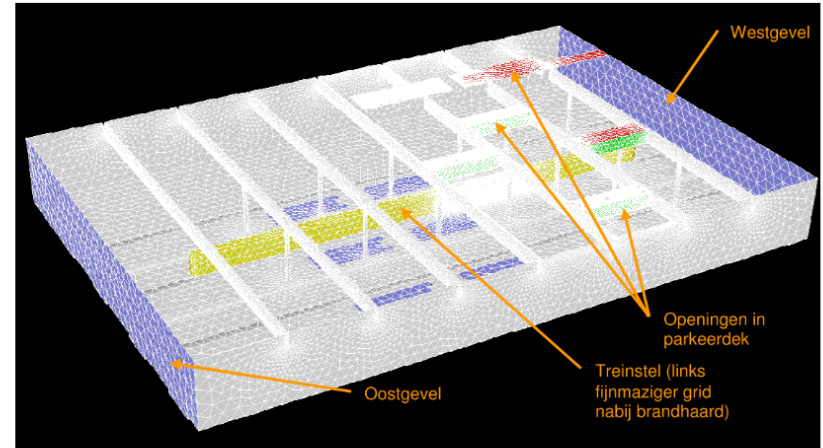 Westgevel
Openingen in
parkeerdek
Treinstel (links
fijnmaziger grid
nabij brandhaard)
Oostgevel